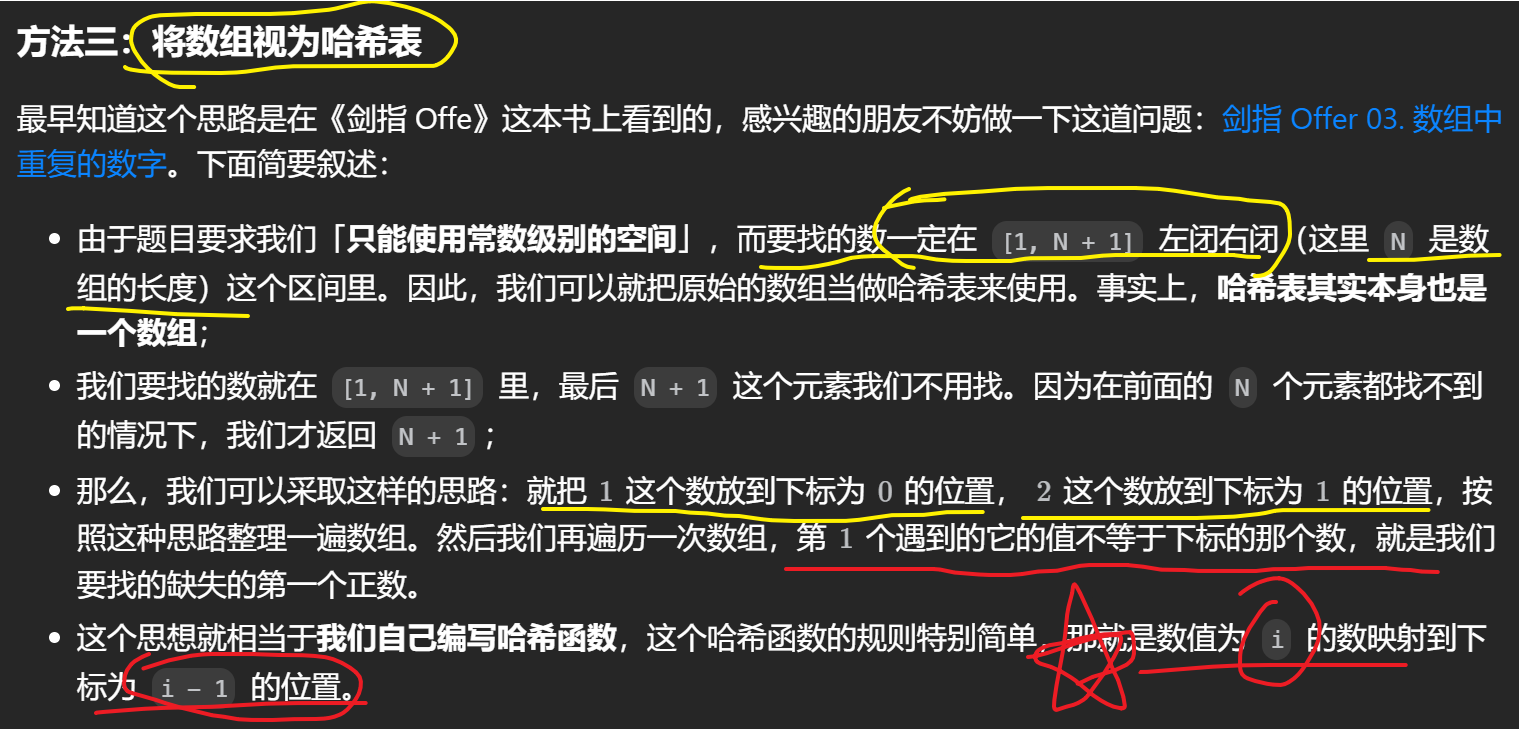 方法三：将数组视为哈希表
最早知道这个思路是在《剑指 Offe》这本书上看到的，感兴趣的朋友不妨做一下这道问题：剑指 Offer 03. 数组中
重复的数字。下面简要叙述：
• 由于题目要求我们「只能使用常数级别的空间」，而要找的数一定在 [1, N + 1] 左闭右闭（这里 N 是数
组的长度）这个区间里。因此，我们可以就把原始的数组当做哈希表来使用。事实上，哈希表其实本身也是
一个数组；
• 我们要找的数就在 [1, N + 1] 里，最后 N + 1 这个元素我们不用找。因为在前面的 N 个元素都找不到
的情况下，我们才返回 N + 1 ；
• 那么，我们可以采取这样的思路：就把 1 这个数放到下标为 0 的位置， 2 这个数放到下标为 1 的位置，按
照这种思路整理一遍数组。然后我们再遍历一次数组，第 1 个遇到的它的值不等于下标的那个数，就是我们
要找的缺失的第一个正数。
• 这个思想就相当于我们自己编写哈希函数，这个哈希函数的规则特别简单，那就是数值为 i 的数映射到下
标为 i - 1 的位置。